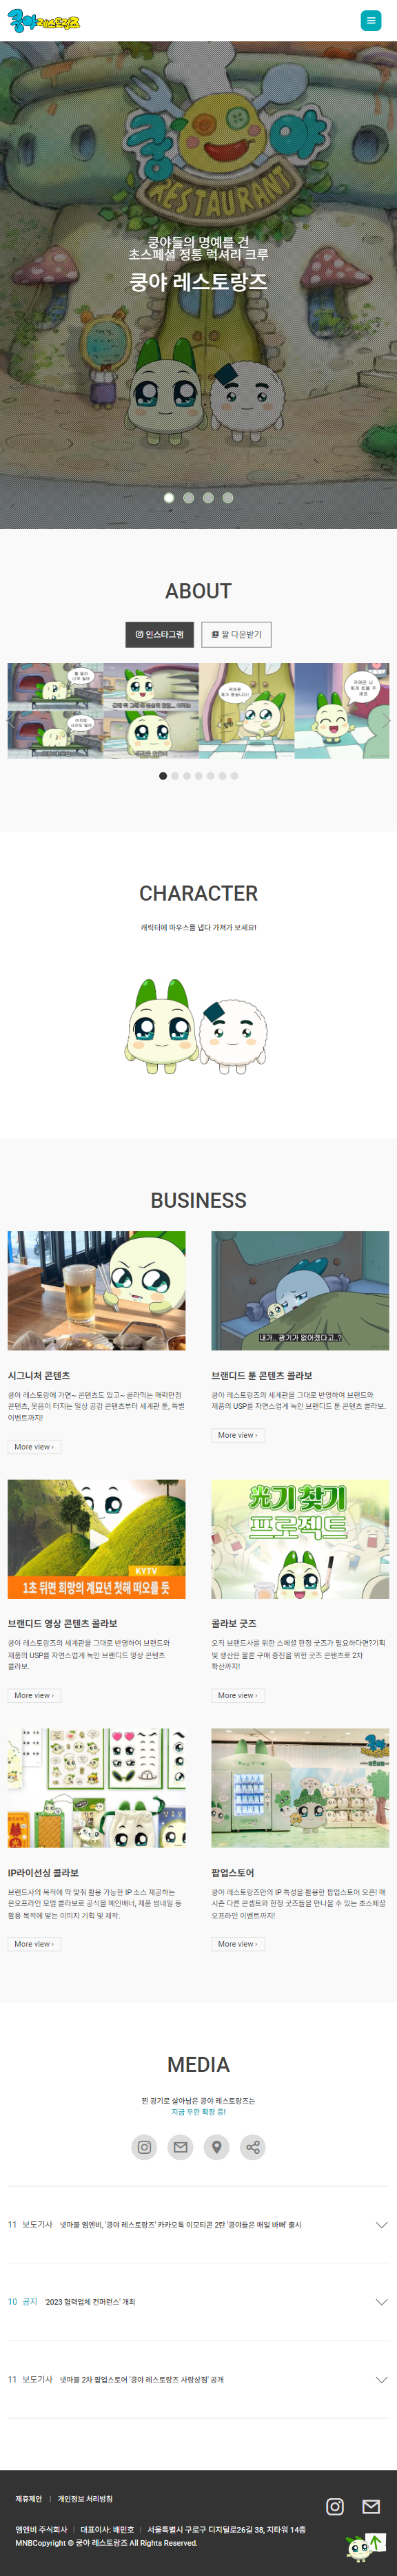 쿵야 레스토랑즈
쿵야
RESTAURANT
쿵야들의 명예를 건
초스페셜 정통 럭셔리 크루
쿵야 레스토랑즈
ABOUT
인스타그램
짤 다운받기
CHARACTER
캐릭터에 마우스를 냅다 가져가 보세요!
BUSINESS
내가.. 광기가 없어졌다고..?
시그니처 콘텐츠
쿵야 레스토랑에 가면~ 콘텐츠도 있고~ 골라먹는 매력만점
콘텐츠, 웃음이 터지는 일상 공감 콘텐츠부터 세계관 툰, 특별
이벤트까지!
More view ›
브랜디드 툰 콘텐츠 콜라보
쿵야 레스토랑즈의 세계관을 그대로 반영하여 브랜드와
제품의 USP를 자연스럽게 녹인 브랜디드 툰 콘텐츠 콜라보.
More view ›
KYTV
1초 뒤면 희망의 계묘년 첫해 떠오를 듯
光기 찾기
프로젝트
브랜디드 영상 콘텐츠 콜라보
쿵야 레스토랑즈의 세계관을 그대로 반영하여 브랜드와
제품의 USP를 자연스럽게 녹인 브랜디드 영상 콘텐츠
콜라보.
More view ›
콜라보 굿즈
오직 브랜드사를 위한 스페셜 한정 굿즈가 필요하다면?기획
및 생산은 물론 구매 증진을 위한 굿즈 콘텐츠로 2차
확산까지!
More view ›
IP라이선싱 콜라보
브랜드사의 목적에 딱 맞춰 활용 가능한 IP 소스 제공하는
온오프라인 모델 콜라보로 공식몰 메인배너, 제품 썸네일 등
활용 목적에 맞는 이미지 기획 및 제작.
More view ›
팝업스토어
쿵야 레스토랑즈만의 IP 특성을 활용한 팝업스토어 오픈! 매
시즌 다른 콘셉트와 한정 굿즈들을 만나볼 수 있는 초스페셜
오프라인 이벤트까지!
More view ›
MEDIA
찐 광기로 살아남은 쿵야 레스토랑즈는
지금 무한 확장 중!
11 보도기사 넷마블 엠엔비, '쿵야 레스토랑즈' 카카오톡 이모티콘 2탄 '쿵야들은 매일 바빠' 출시
10 공지 '2023 협력업체 컨퍼런스' 개최
11 보도기사 넷마블 2차 팝업스토어 '쿵야 레스토랑즈 사랑상점' 공개
제휴제안 | 개인정보 처리방침
엠엔비 주식회사 | 대표이사: 배민호 | 서울특별시 구로구 디지털로26길 38, 지타워 14층
MNBCopyright © 쿵야 레스토랑즈 All Rights Reserved.